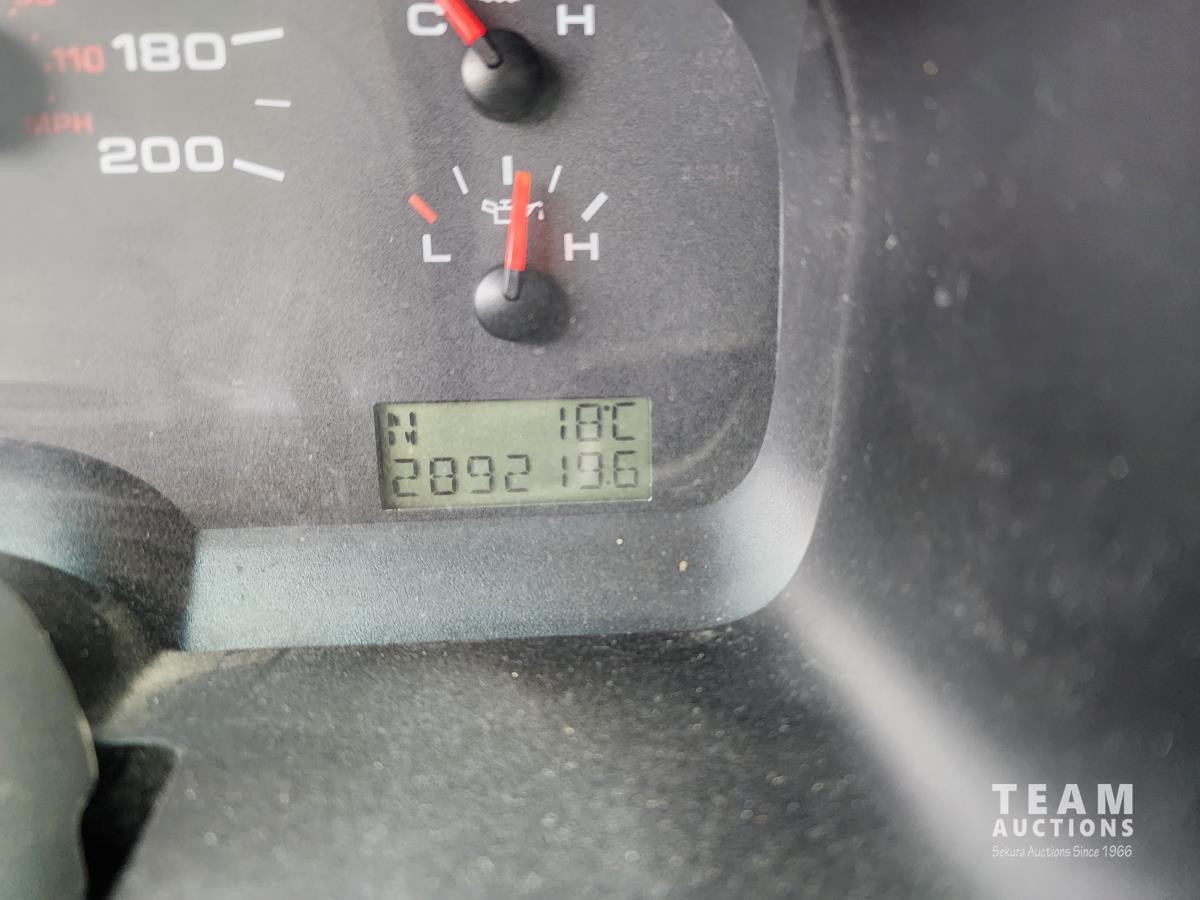 C H
180
110
MPH
200
L H
N 18°C
289219.6
TEAM
AUCTIONS
Sekura Auctions Since 1966